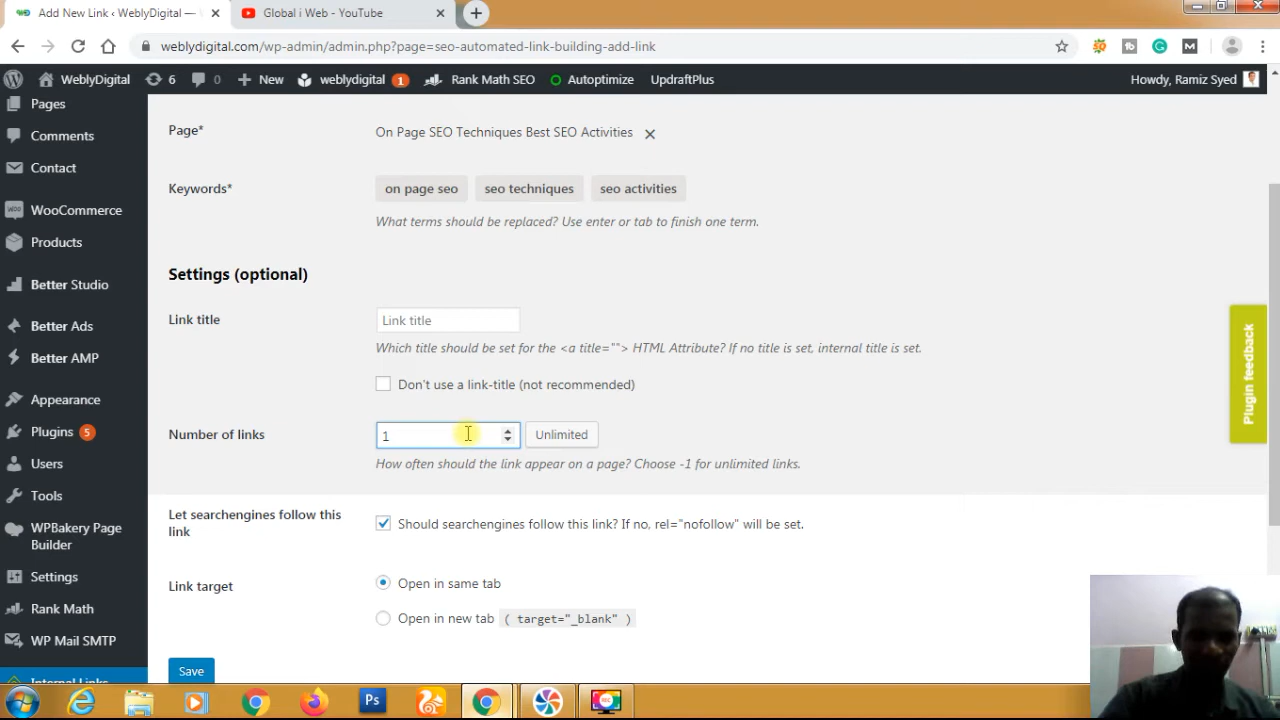 Add New Link ‹ WeblyDigital —
Global i Web - YouTube
weblydigital.com/wp-admin/admin.php?page=seo-automated-link-building-add-link
WeblyDigital 6 0 New weblydigital 1 Rank Math SEO Autoptimize UpdraftPlus Howdy, Ramiz Syed
Pages
Comments
Contact
WooCommerce
Products
Better Studio
Better Ads
Better AMP
Appearance
Plugins 5
Users
Tools
WPBakery Page
Builder
Settings
Rank Math
WP Mail SMTP
Internal Links
Page* On Page SEO Techniques Best SEO Activities
Keywords* on page seo seo techniques seo activities
What terms should be replaced? Use enter or tab to finish one term.
Settings (optional)
Link title Link title
Which title should be set for the <a title=""> HTML Attribute? If no title is set, internal title is set.
Don't use a link-title (not recommended)
Number of links 1 Unlimited
How often should the link appear on a page? Choose -1 for unlimited links.
Let searchengines follow this
link
Should searchengines follow this link? If no, rel="nofollow" will be set.
Link target Open in same tab
Open in new tab ( target="_blank" )
Save
Plugin feedback
Ps